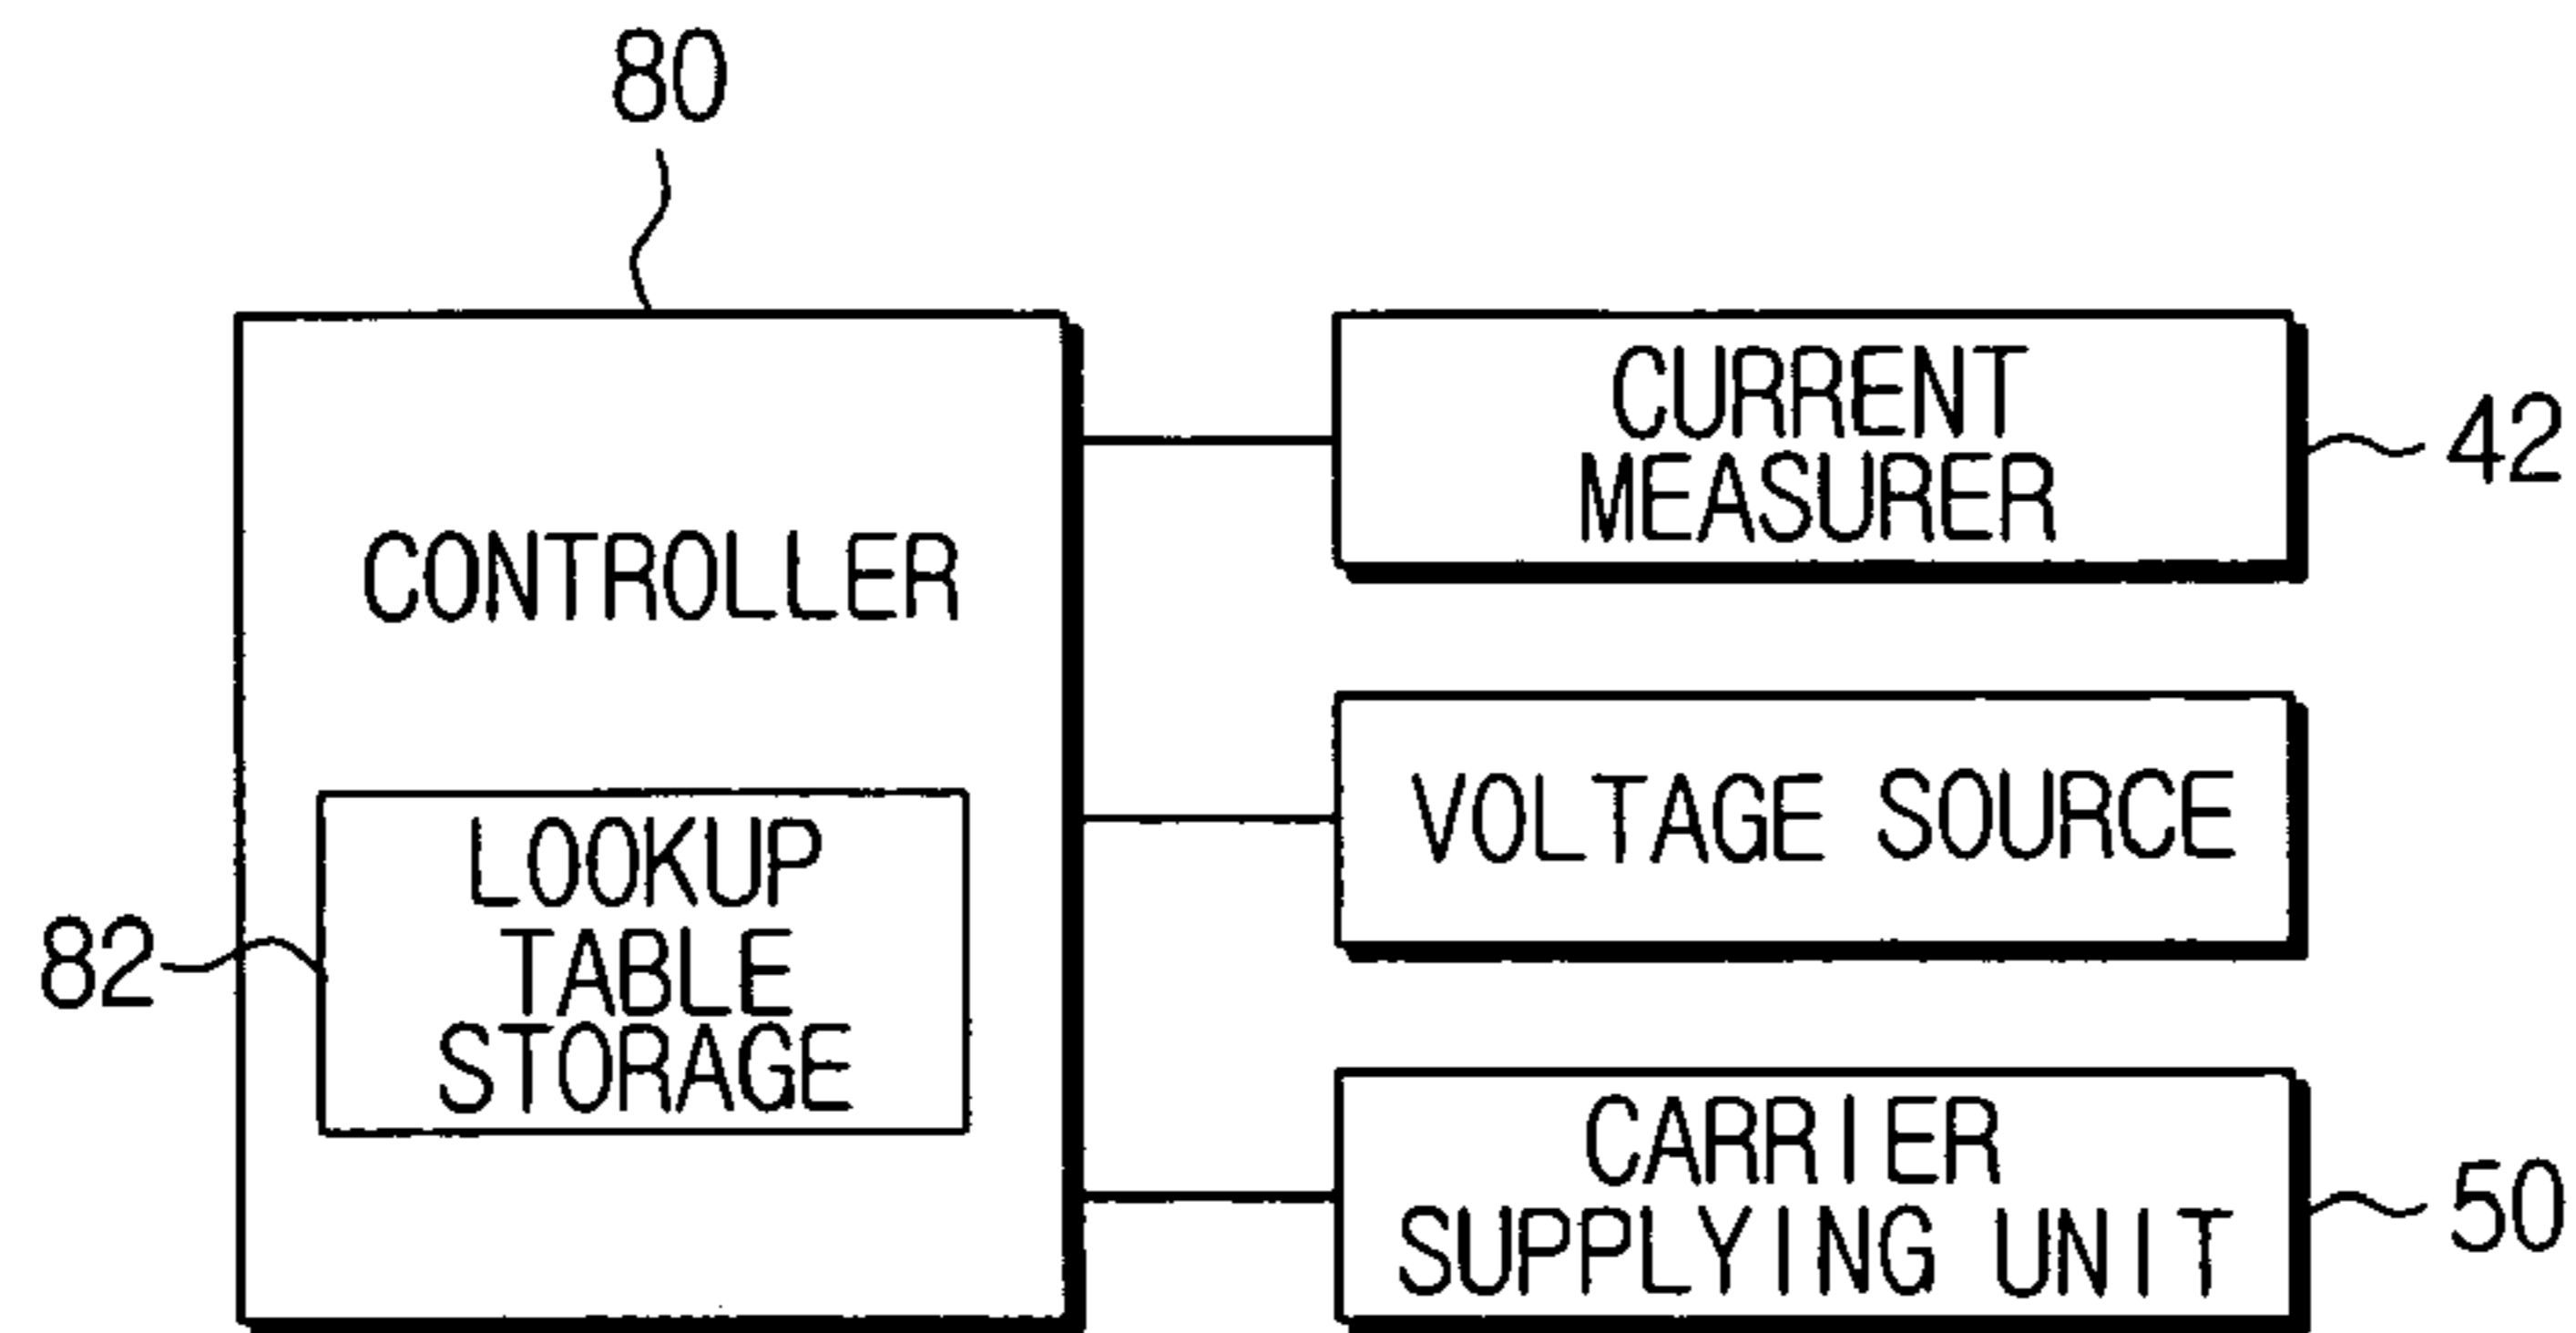 80
CONTROLLER
82
LOOKUP
TABLE
STORAGE
CURRENT
MEASURER
42
VOLTAGE SOURCE
CARRIER
SUPPLYING UNIT
50